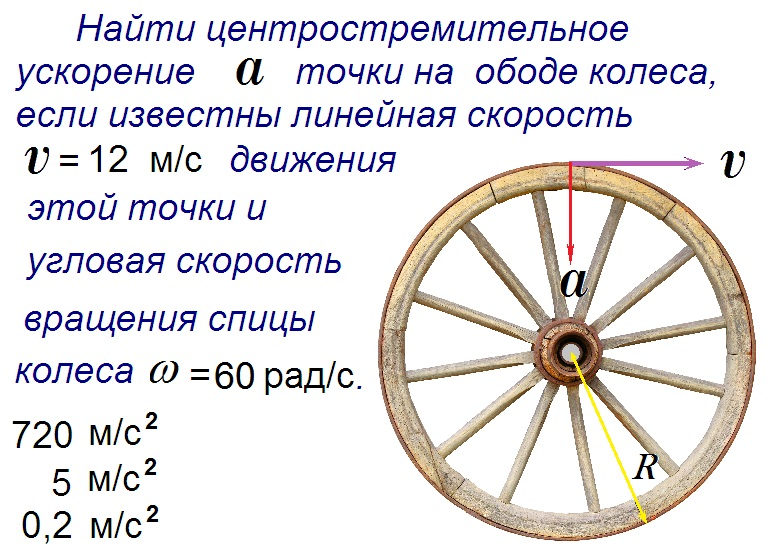 Найти центростремительное
ускорение a точки на ободе колеса,
если известны линейная скорость
v = 12 м/с движения
v
этой точки и
угловая скорость
a
вращения спицы
колеса ω = 60 рад/с.
720 м/с²
R
5 м/с²
0,2 м/с²